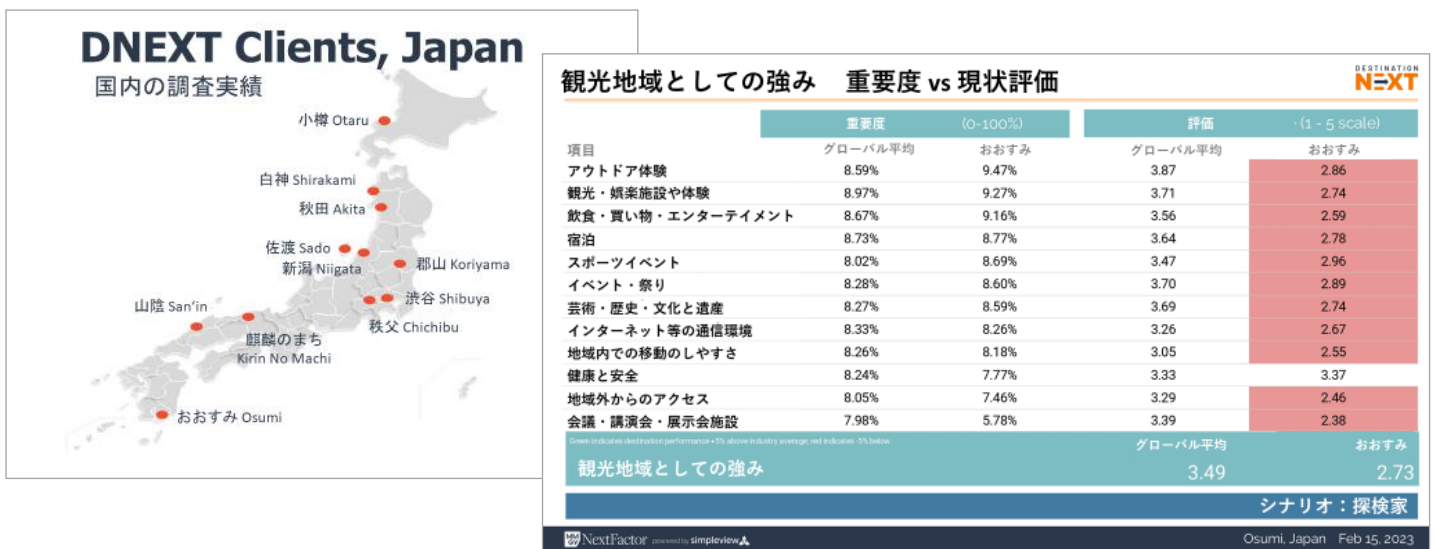 DNEXT Clients, Japan
国内の調査実績
小樽 Otaru
白神 Shirakami
秋田 Akita
佐渡 Sado
新潟 Niigata
郡山 Koriyama
山陰 San'in
渋谷 Shibuya
秩父 Chichibu
麒麟のまち
Kirin No Machi
おおすみ Osumi
観光地域としての強み 重要度 vs 現状評価
DESTINATION
NEXT
重要度 (0-100%) 評価 (1 - 5 scale)
項目 グローバル平均 おおすみ グローバル平均 おおすみ
アウトドア体験 8.59% 9.47% 3.87 2.86
観光・娯楽施設や体験 8.97% 9.27% 3.71 2.74
飲食・買い物・エンターテイメント 8.67% 9.16% 3.56 2.59
宿泊 8.73% 8.77% 3.64 2.78
スポーツイベント 8.02% 8.69% 3.47 2.96
イベント・祭り 8.28% 8.60% 3.70 2.89
芸術・歴史・文化と遺産 8.27% 8.59% 3.69 2.74
インターネット等の通信環境 8.33% 8.26% 3.26 2.67
地域内での移動のしやすさ 8.26% 8.18% 3.05 2.55
健康と安全 8.24% 7.77% 3.33 3.37
地域外からのアクセス 8.05% 7.46% 3.29 2.46
会議・講演会・展示会施設 7.98% 5.78% 3.39 2.38
Green indicates destination performance +5% above industry average; red indicates -5% below.
グローバル平均 おおすみ
観光地域としての強み 3.49 2.73
シナリオ：探検家
NextFactor powered by simpleview
Osumi, Japan Feb 15, 2023